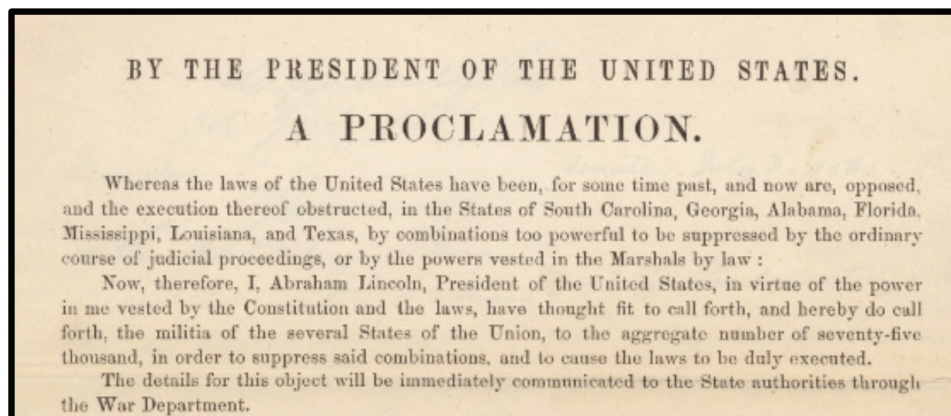 BY THE PRESIDENT OF THE UNITED STATES.
A PROCLAMATION.
Whereas the laws of the United States have been, for some time past, and now are, opposed,
and the execution thereof obstructed, in the States of South Carolina, Georgia, Alabama, Florida,
Mississippi, Louisiana, and Texas, by combinations too powerful to be suppressed by the ordinary
course of judicial proceedings, or by the powers vested in the Marshals by law :
Now, therefore, I, Abraham Lincoln, President of the United States, in virtue of the power
in me vested by the Constitution and the laws, have thought fit to call forth, and hereby do call
forth, the militia of the several States of the Union, to the aggregate number of seventy-five
thousand, in order to suppress said combinations, and to cause the laws to be duly executed.
The details for this object will be immediately communicated to the State authorities through
the War Department.